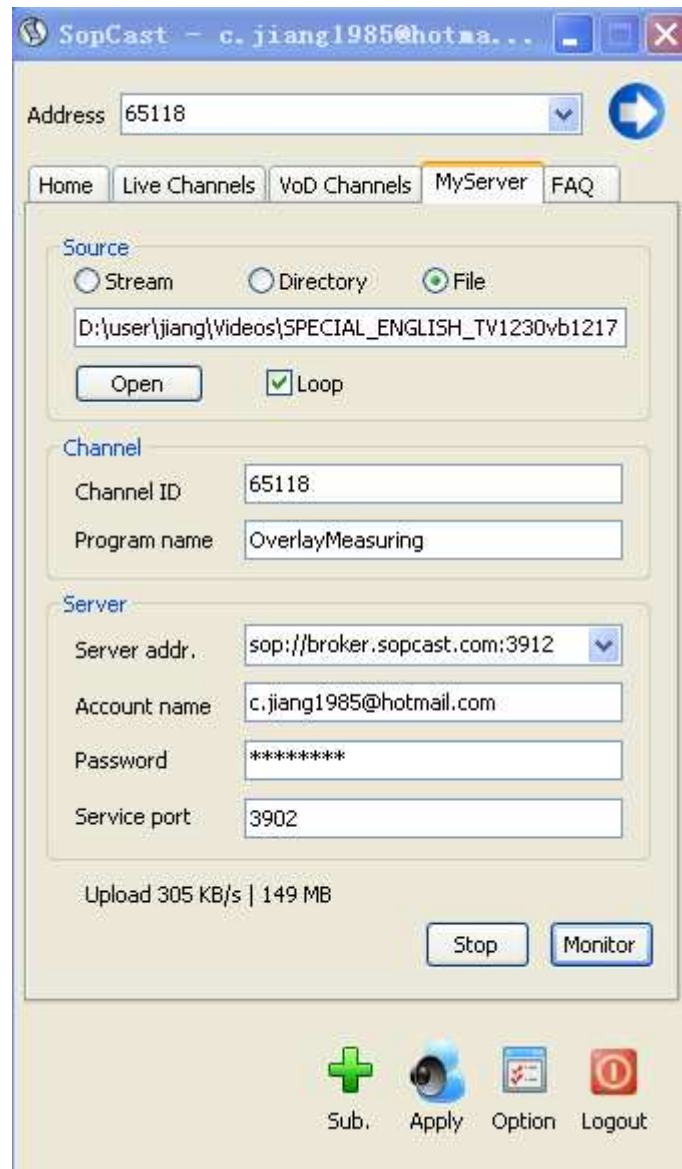 SopCast - c.jiang1985@hotma...
Address 65118
Home Live Channels VoD Channels MyServer FAQ
Source
Stream Directory File
D:\user\jiang\Videos\SPECIAL_ENGLISH_TV1230vb1217
Open Loop
Channel
Channel ID 65118
Program name OverlayMeasuring
Server
Server addr. sop://broker.sopcast.com:3912
Account name c.jiang1985@hotmail.com
Password ********
Service port 3902
Upload 305 KB/s | 149 MB
Stop Monitor
Sub. Apply Option Logout